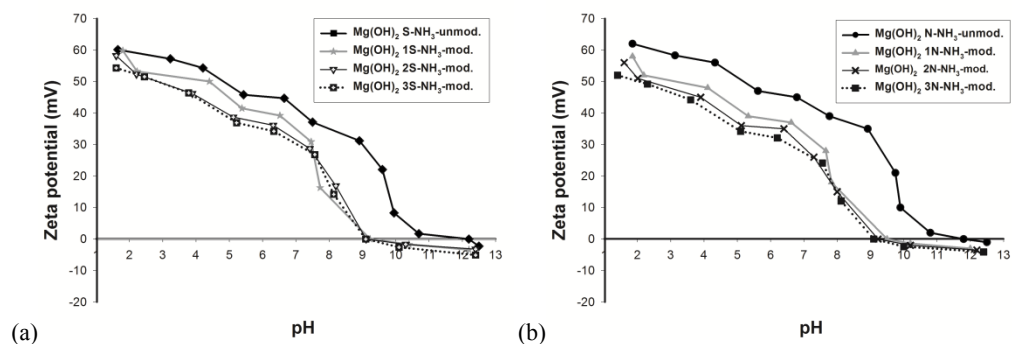 70
60
50
40
30
20
10
0
-10
-20
Zeta potential (mV)
2 3 4 5 6 7 8 9 10 11 12 13
pH
Mg(OH)₂ S-NH₃-unmod.
Mg(OH)₂ 1S-NH₃-mod.
Mg(OH)₂ 2S-NH₃-mod.
Mg(OH)₂ 3S-NH₃-mod.
(a)
70
60
50
40
30
20
10
0
-10
-20
Zeta potential (mV)
2 3 4 5 6 7 8 9 10 11 12 13
pH
Mg(OH)₂ N-NH₃-unmod.
Mg(OH)₂ 1N-NH₃-mod.
Mg(OH)₂ 2N-NH₃-mod.
Mg(OH)₂ 3N-NH₃-mod.
(b)